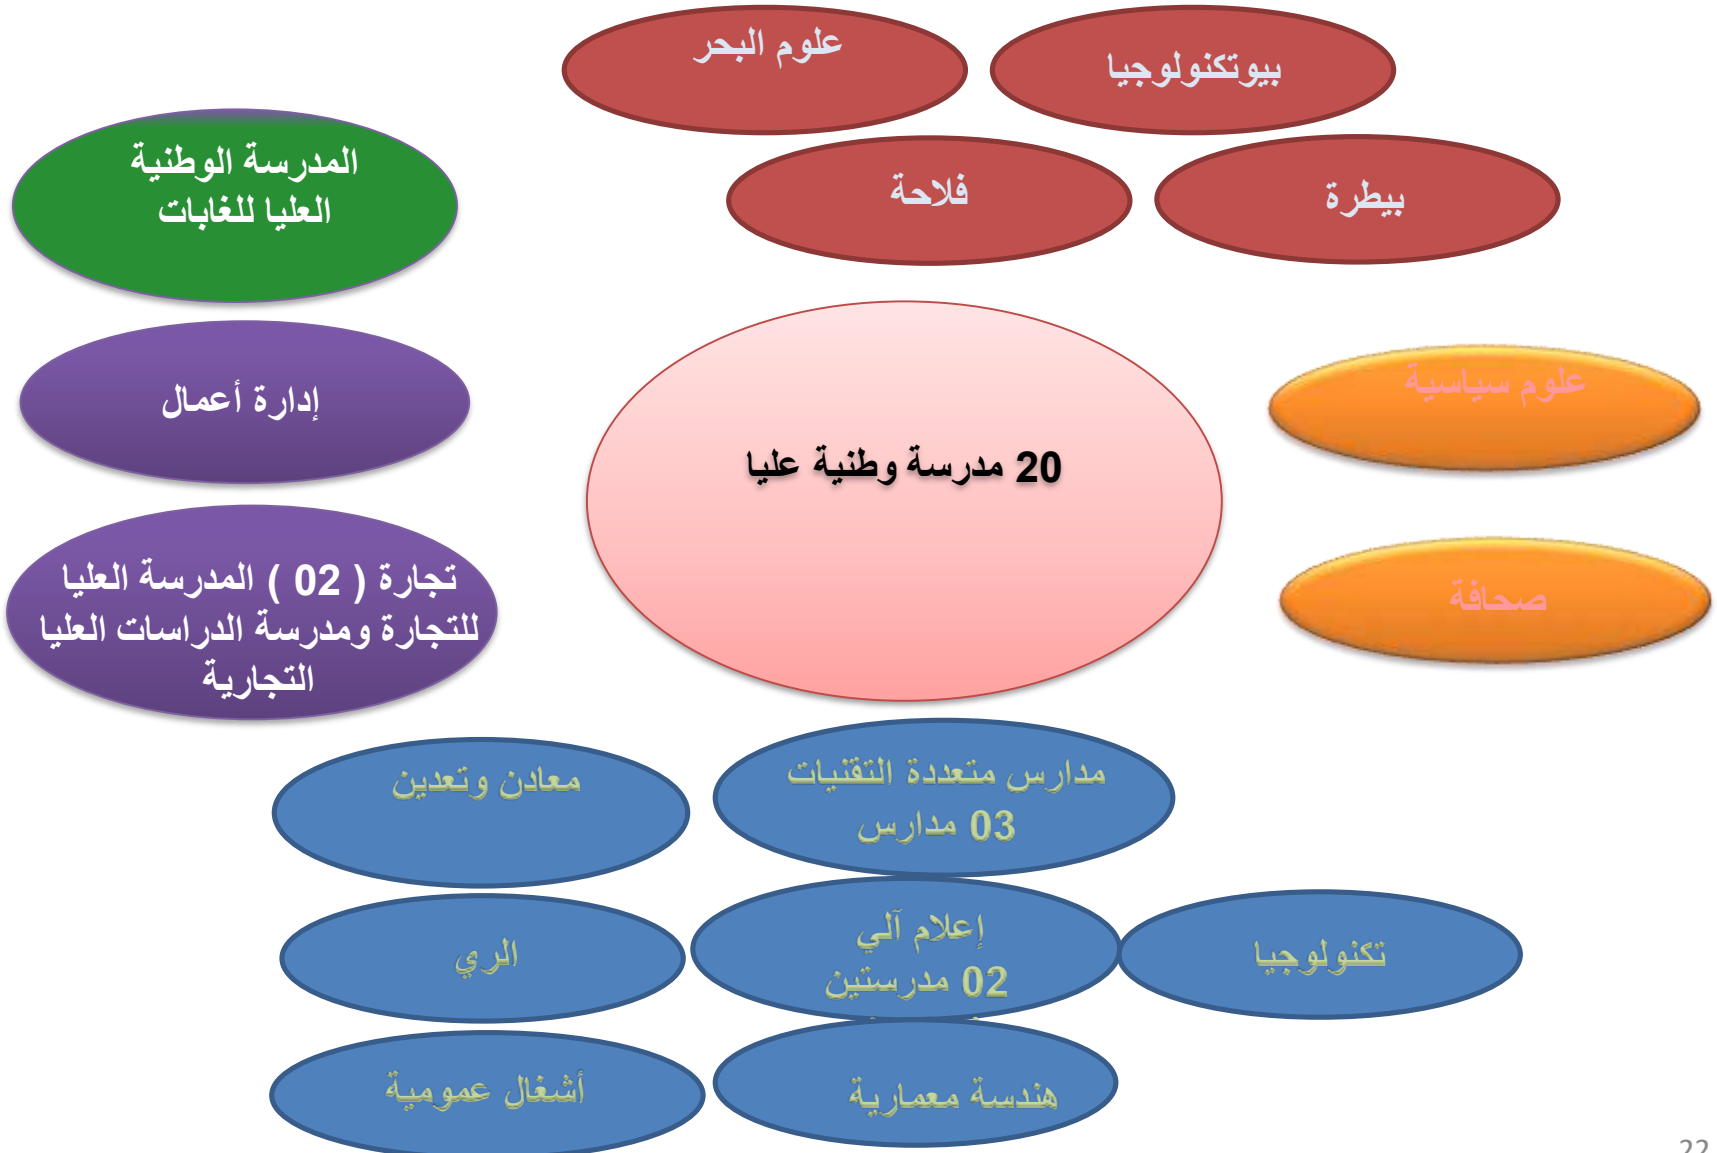 علوم البحر
بيوتكنولوجيا
فلاحة
بيطرة
المدرسة الوطنية
العليا للغابات
إدارة أعمال
تجارة ( 02 ) المدرسة العليا
للتجارة ومدرسة الدراسات العليا
التجارية
20 مدرسة وطنية عليا
علوم سياسية
صحافة
مدارس متعددة التقنيات
03 مدارس
معادن وتعدين
إعلام آلي
02 مدرستين
الري
تكنولوجيا
هندسة معمارية
أشغال عمومية
22